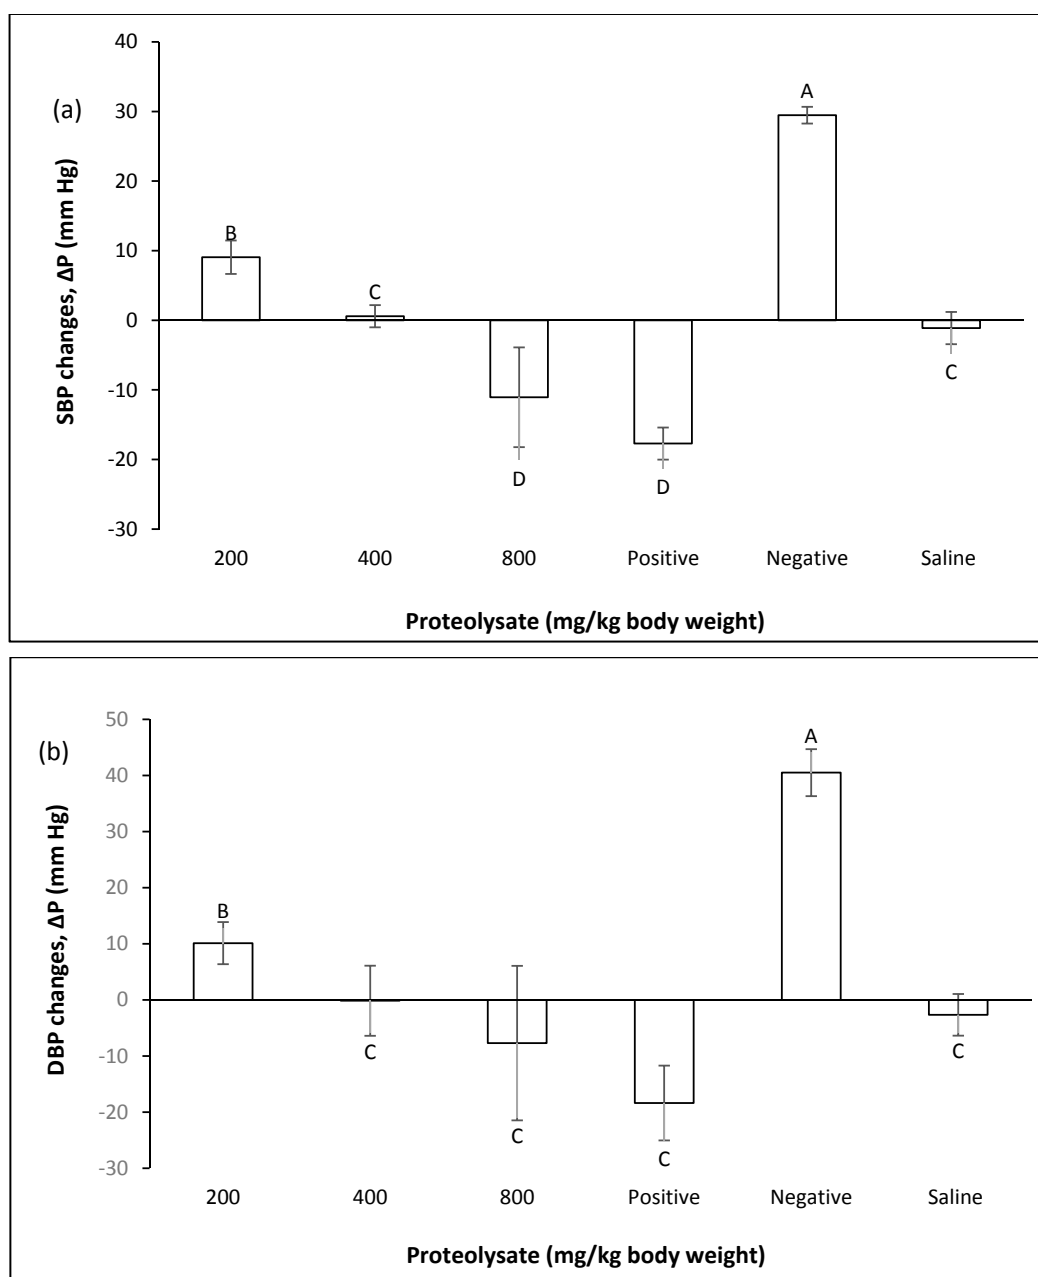 40
(a)
30
A
20
10
B
C
0
-10
C
-20
D
D
-30
SBP changes, ΔP (mm Hg)
200 400 800 Positive Negative Saline
Proteolysate (mg/kg body weight)
50
(b)
A
40
30
20
B
10
0
C
C
-10
C
-20
C
-30
DBP changes, ΔP (mm Hg)
200 400 800 Positive Negative Saline
Proteolysate (mg/kg body weight)